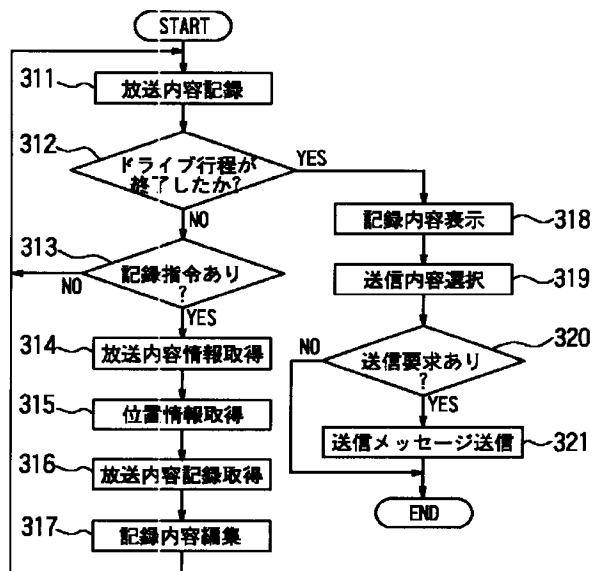 START
311
放送内容記録
312
ドライブ行程が
終了したか?
YES
NO
313
記録指令あり
?
NO
YES
314
放送内容情報取得
315
位置情報取得
316
放送内容記録取得
317
記録内容編集
記録内容表示
318
送信内容選択
319
320
NO
送信要求あり
?
YES
送信メッセージ送信
321
END